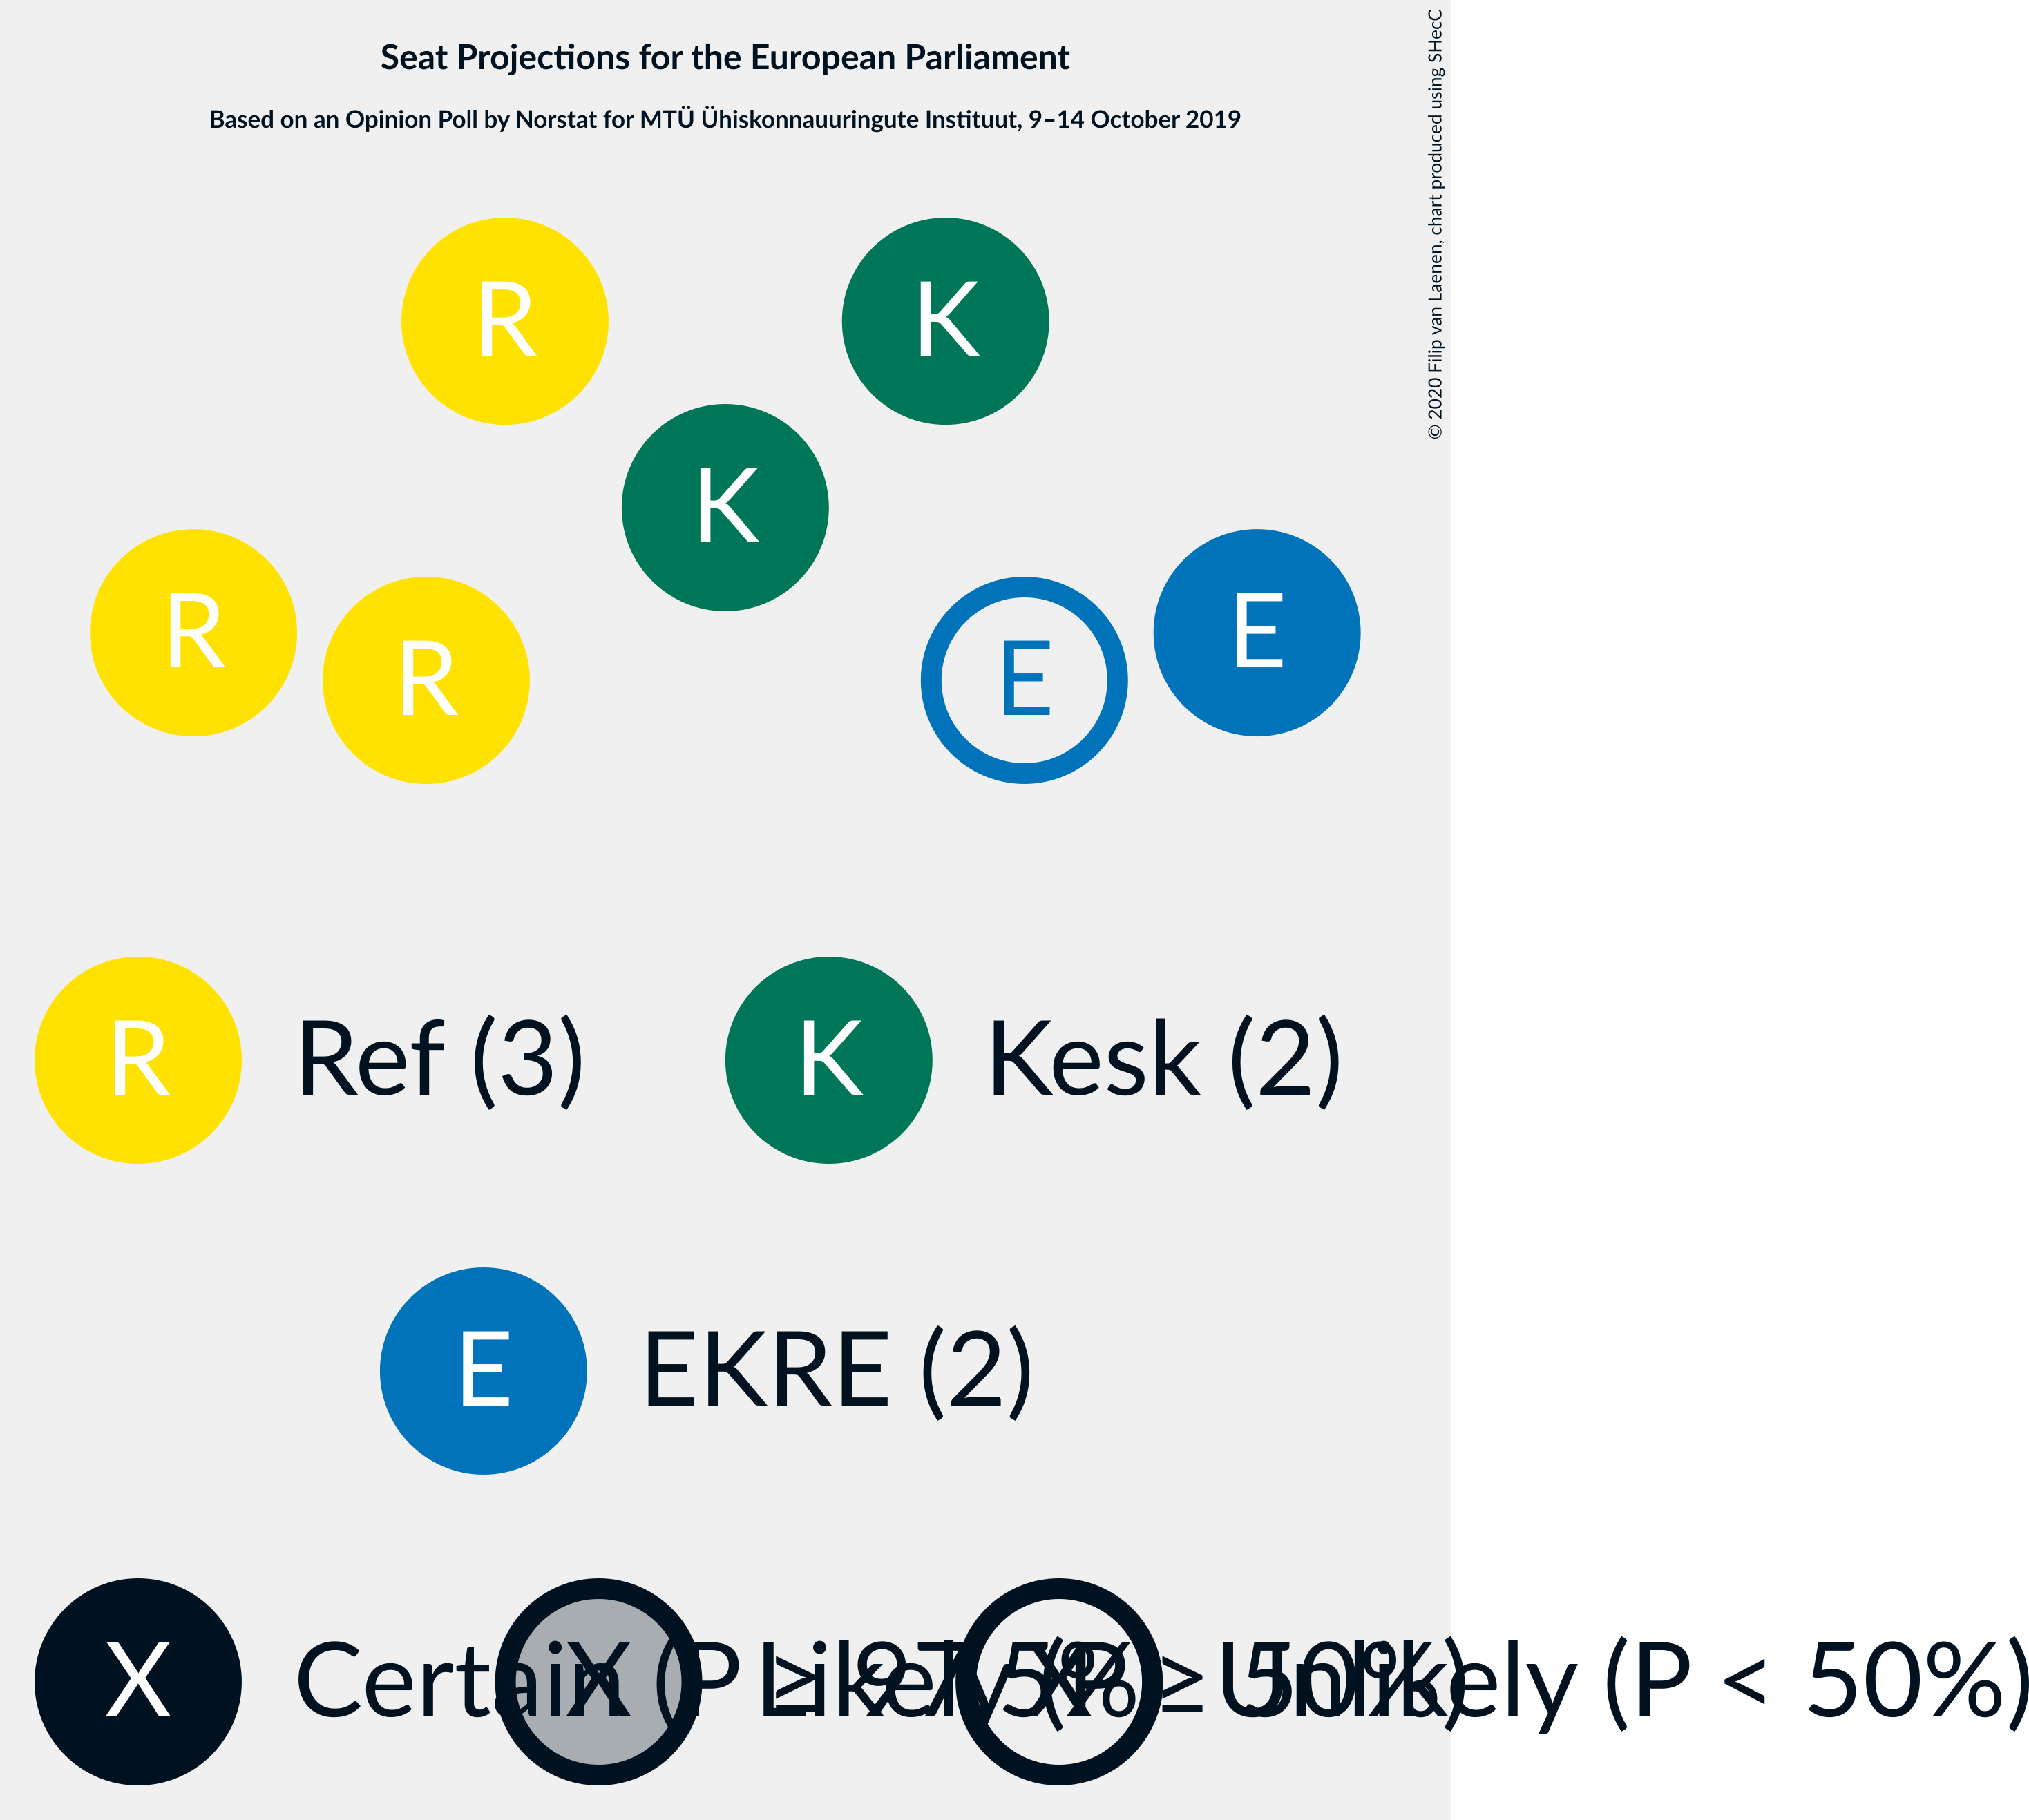 Seat Projections for the European Parliament
Based on an Opinion Poll by Norstat for MTÜ Ühiskonnauuringute Instituut, 9–14 October 2019
© 2020 Filip van Laenen, chart produced using SHecC
R
K
K
R
R
E
E
R Ref (3)
K Kesk (2)
E EKRE (2)
X Certain (P ≥ 95%)
X Likely (P ≥ 50%)
X Unlikely (P < 50%)